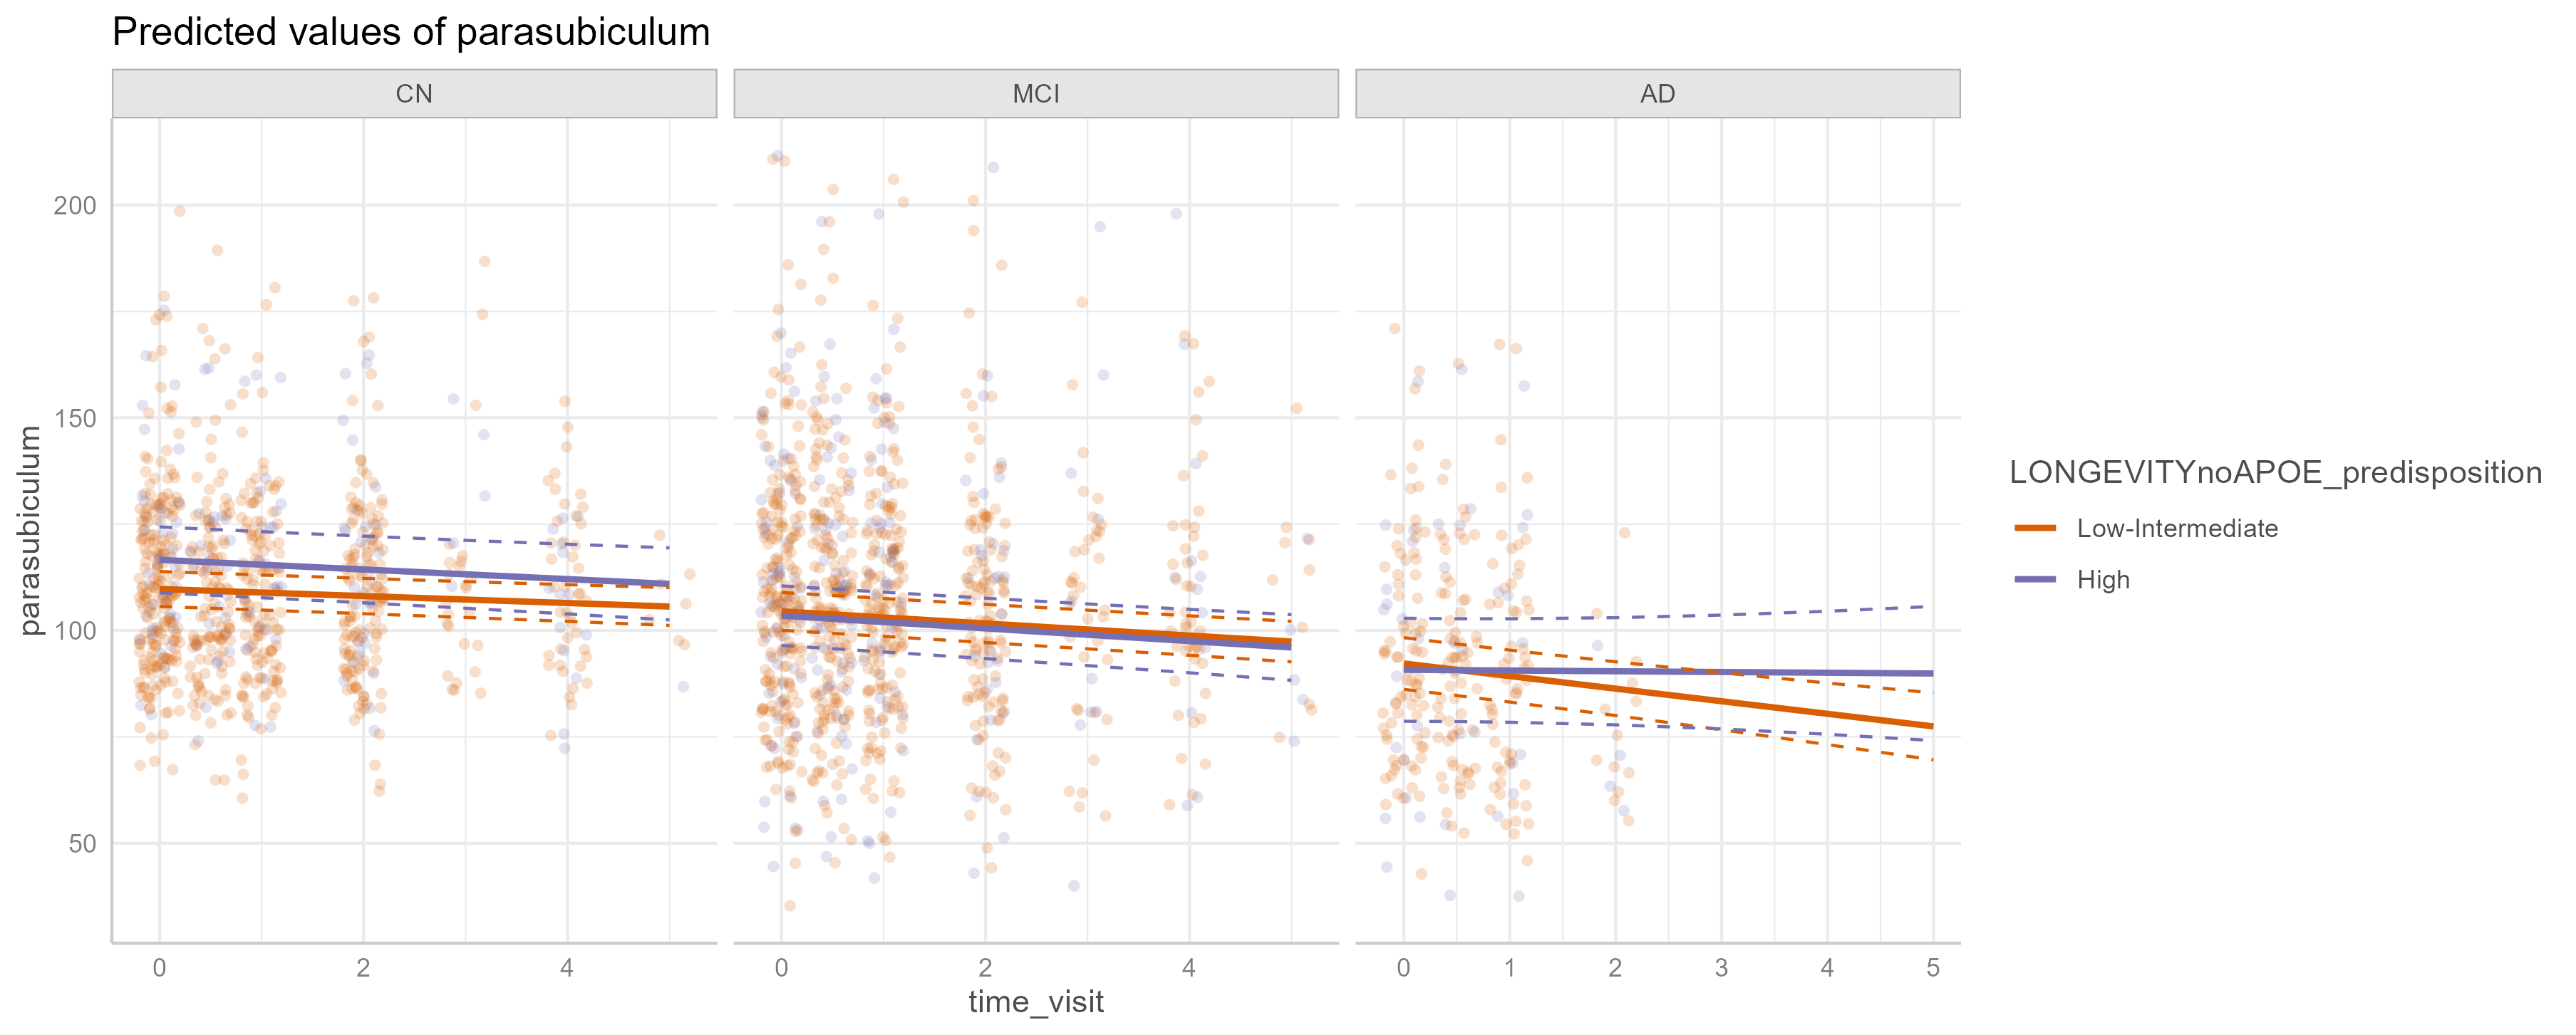 Predicted values of parasubiculum
CN
MCI
AD
200
150
100
50
parasubiculum
0
2
4
0
2
4
0
1
2
3
4
5
time_visit
LONGEVITYnoAPOE_predisposition
Low-Intermediate
High